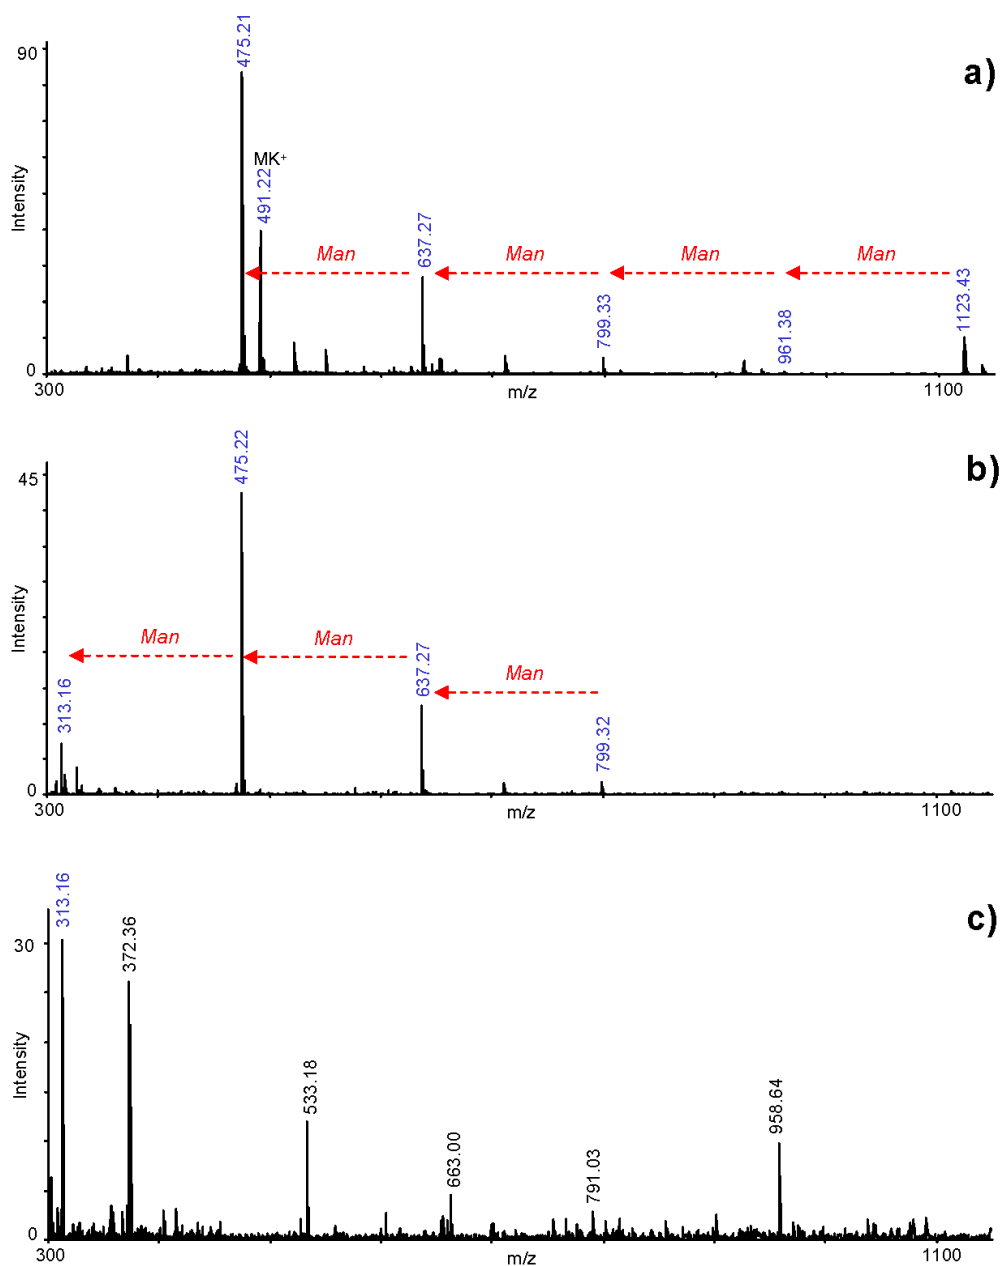 a)
90
Intensity
0
475.21
MK+
491.22
Man
637.27
Man
799.33
Man
961.38
Man
1123.43
300
m/z
1100
b)
45
Intensity
0
475.22
Man
313.16
Man
637.27
Man
799.32
300
m/z
1100
c)
30
Intensity
0
313.16
372.36
533.18
663.00
791.03
958.64
300
m/z
1100